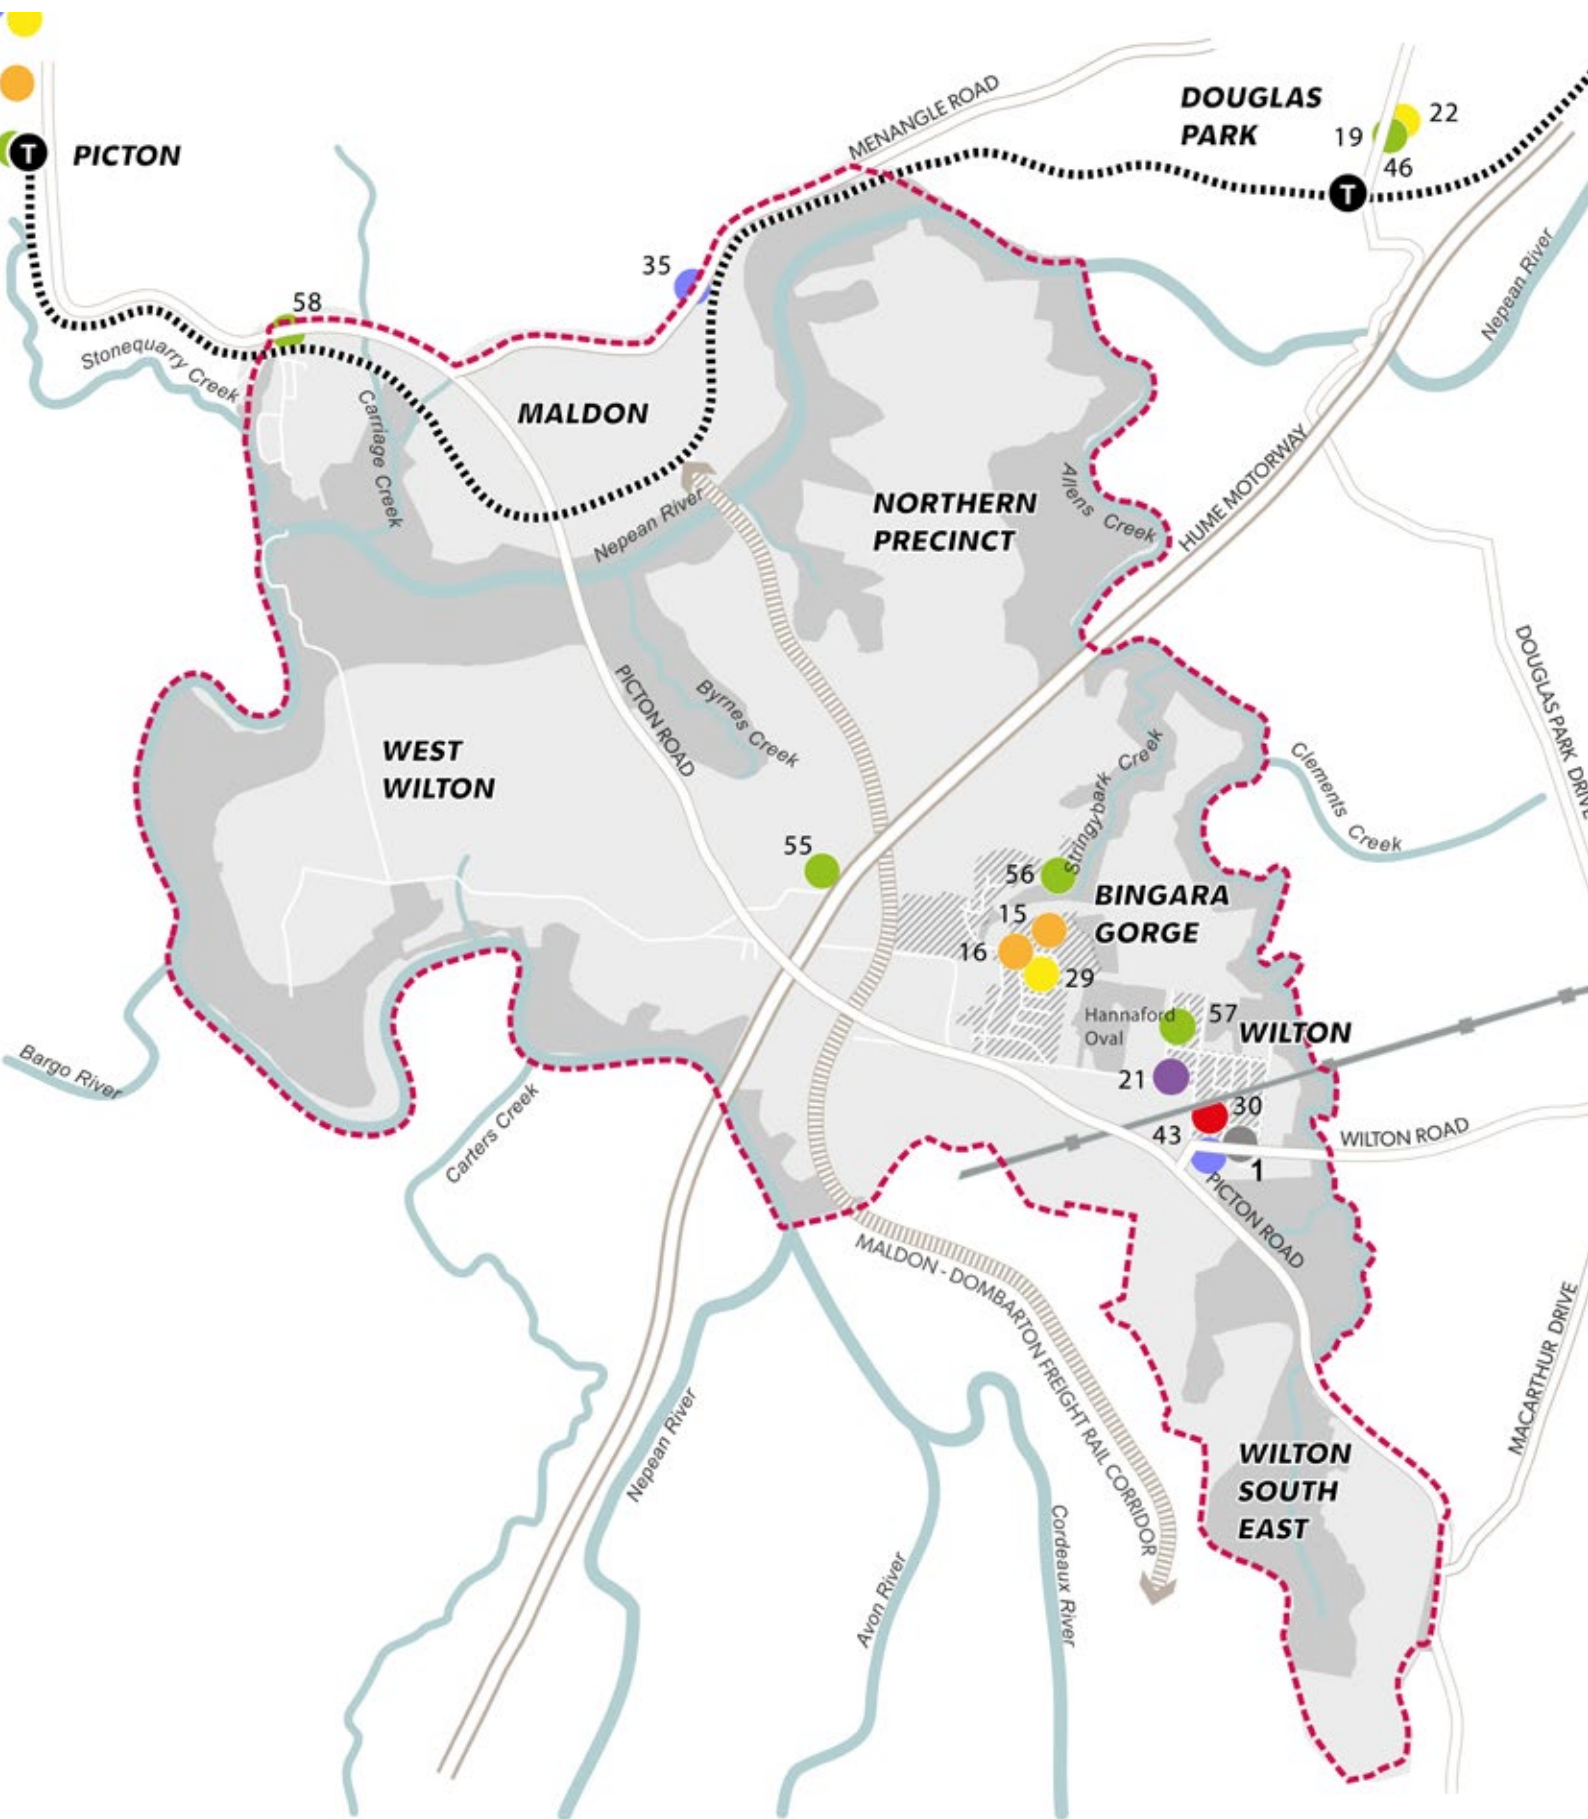 MENANGLE ROAD
DOUGLAS
PARK
22
19
46
T
T
PICTON
35
58
Stonequarry Creek
Nepean River
Carriage Creek
MALDON
HUME MOTORWAY
Allens Creek
NORTHERN
PRECINCT
Nepean River
DOUGLAS PARK DRIVE
PICTON ROAD
Byrnes Creek
WEST
WILTON
Stringybark Creek
Clements Creek
55
56
BINGARA
GORGE
15
16
29
Hannaford
Oval
57
WILTON
21
30
43
1
WILTON ROAD
PICTON ROAD
Bargo River
Carters Creek
MALDON - DOMBARTON FREIGHT RAIL CORRIDOR
MACARTHUR DRIVE
Nepean River
WILTON
SOUTH
EAST
Avon River
Cordeaux River